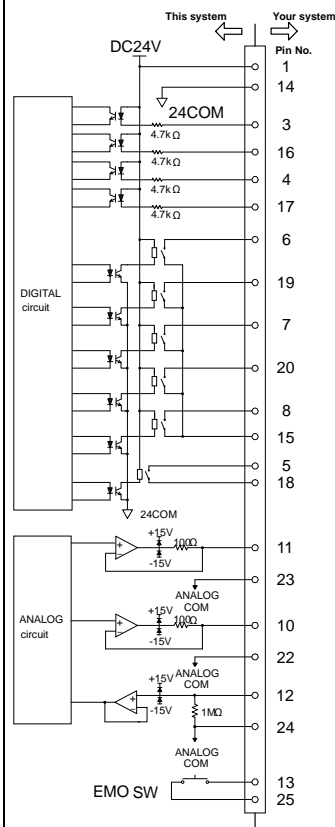 This system Your system
DC24V Pin No.
1
14
24COM
3
4.7kΩ
16
4.7kΩ
4
4.7kΩ
17
4.7kΩ
6
19
DIGITAL
circuit
7
20
8
15
5
18
24COM
+15V
100Ω
11
-15V
23
ANALOG
COM
ANALOG
circuit
+15V
100Ω
10
-15V
22
ANALOG
COM
+15V
12
-15V
1MΩ
24
ANALOG
COM
EMO SW
13
25